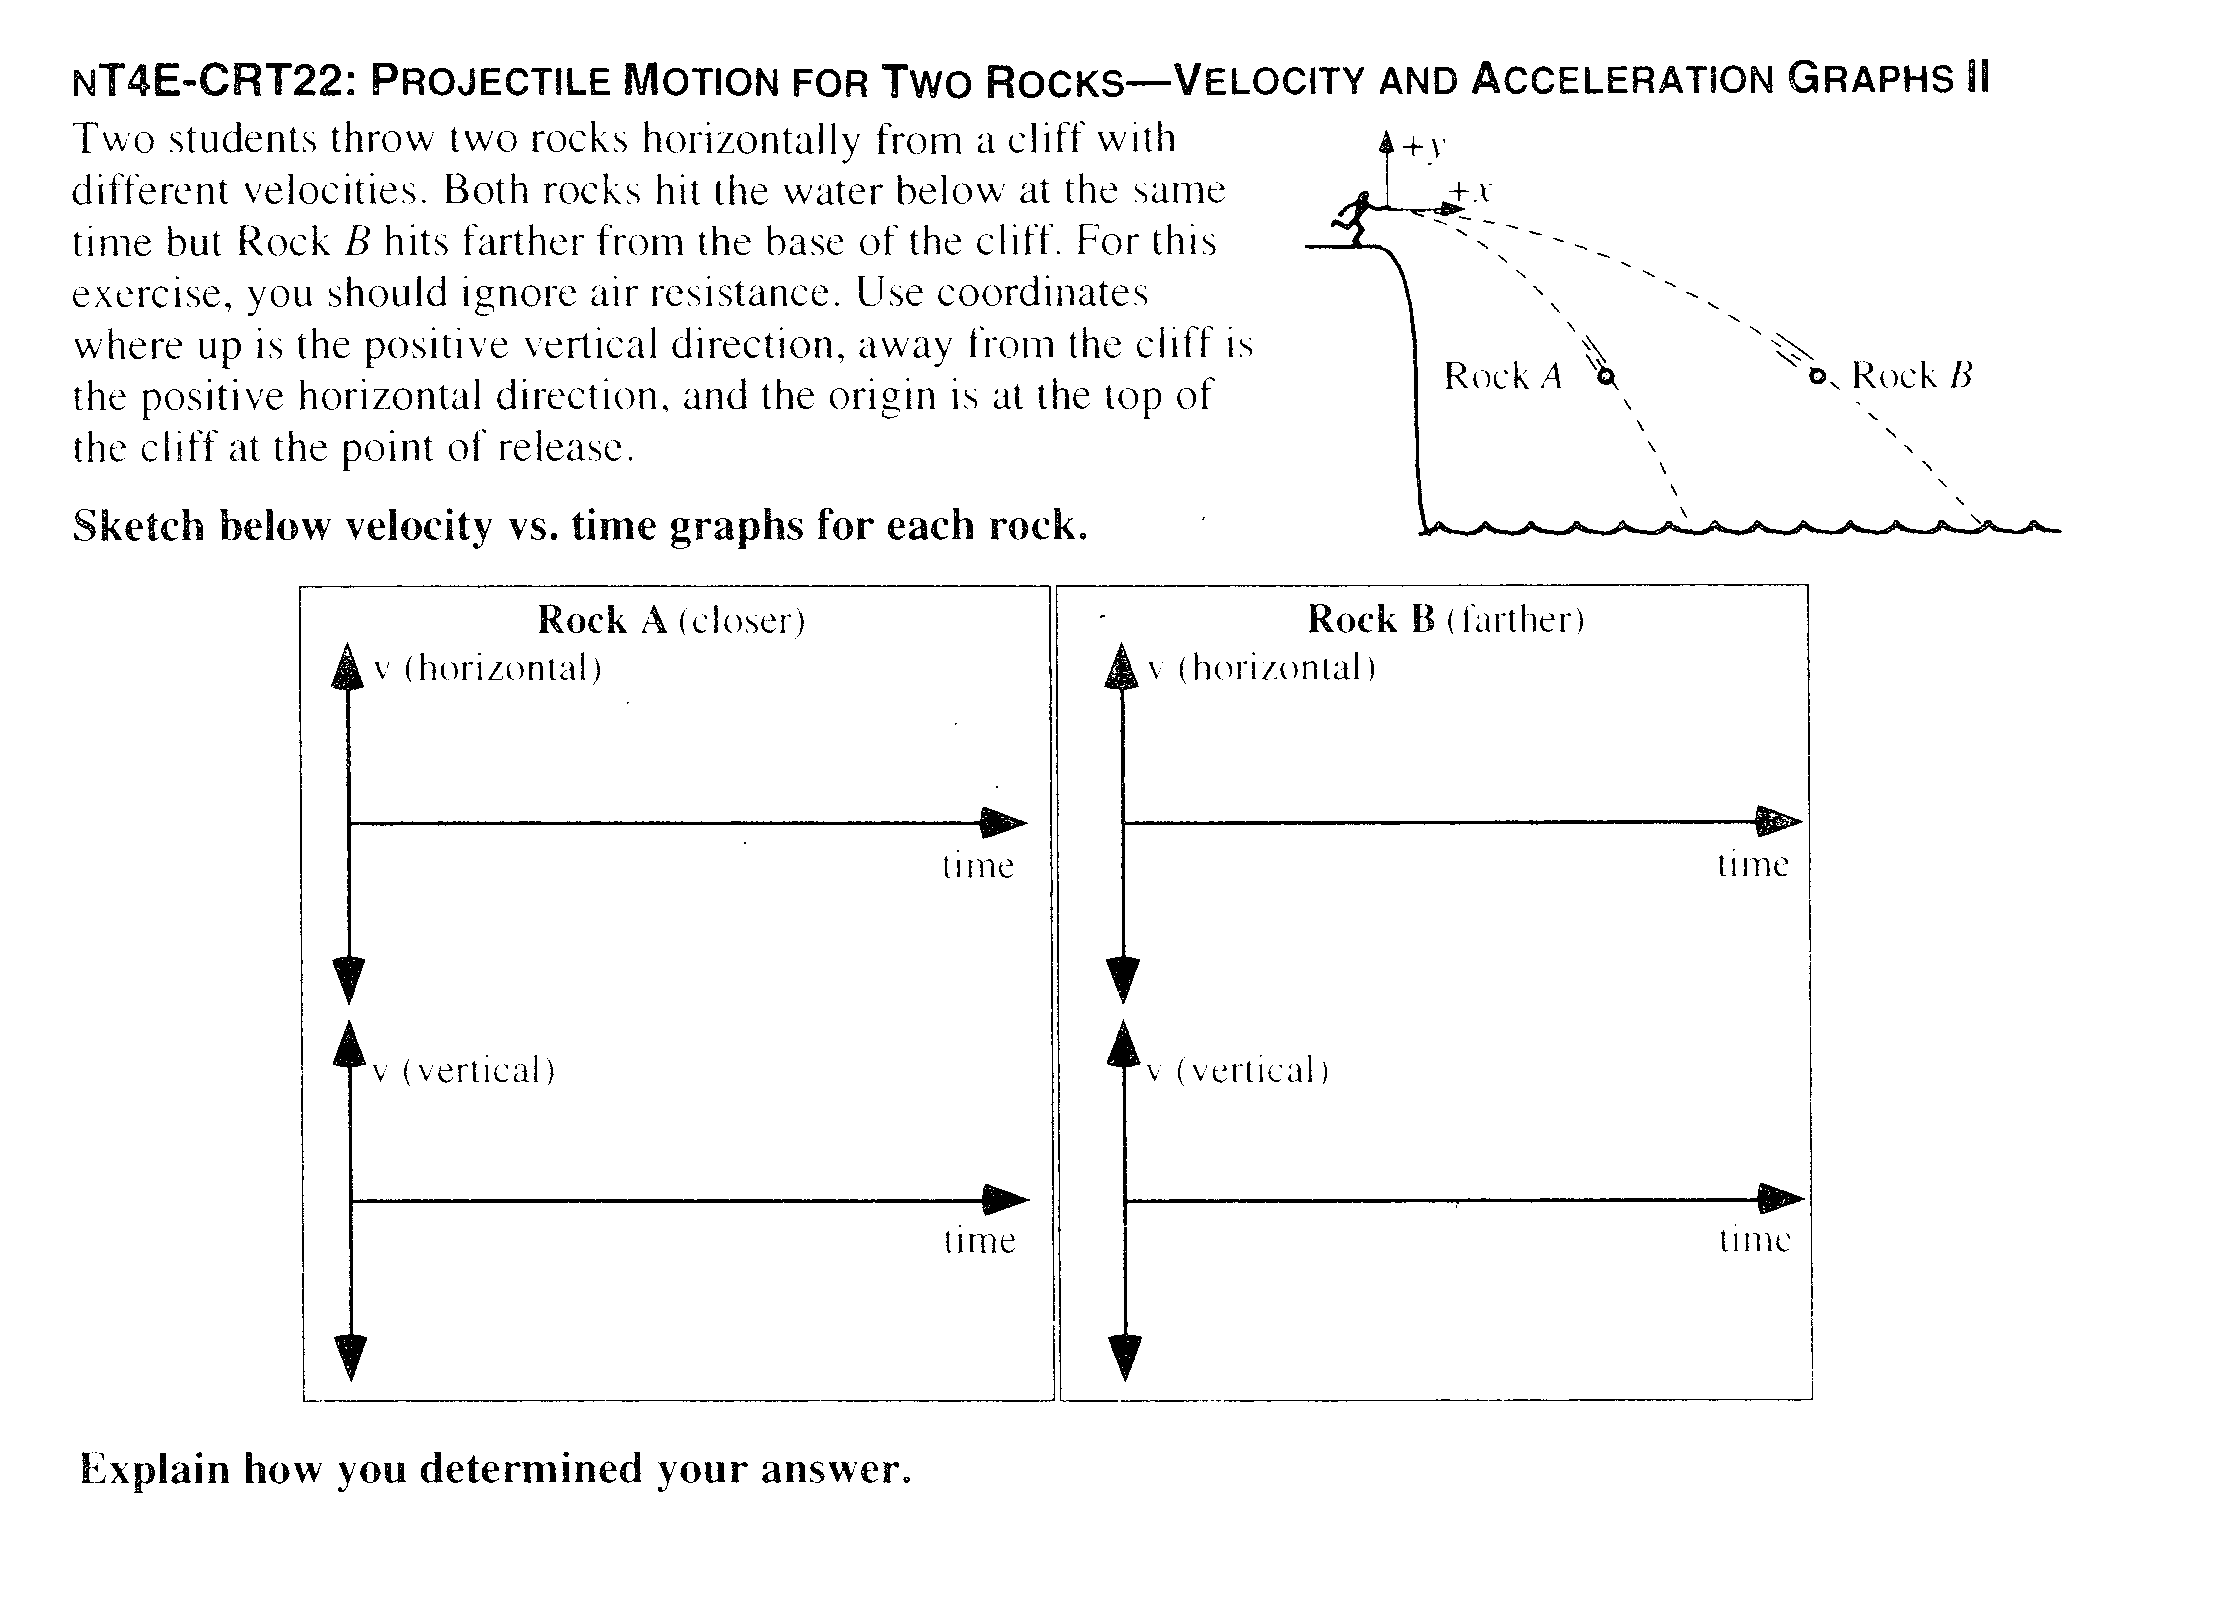 NT4E-CRT22: PROJECTILE MOTION FOR TWO ROCKS—VELOCITY AND ACCELERATION GRAPHS II
Two students throw two rocks horizontally from a cliff with
different velocities. Both rocks hit the water below at the same
time but Rock B hits farther from the base of the cliff. For this
exercise, you should ignore air resistance. Use coordinates
where up is the positive vertical direction, away from the cliff is
the positive horizontal direction, and the origin is at the top of
the cliff at the point of release.
+y
+x
Rock A
Rock B
Sketch below velocity vs. time graphs for each rock.
Rock A (closer)
v (horizontal)
time
v (vertical)
time
Rock B (farther)
v (horizontal)
time
v (vertical)
time
Explain how you determined your answer.